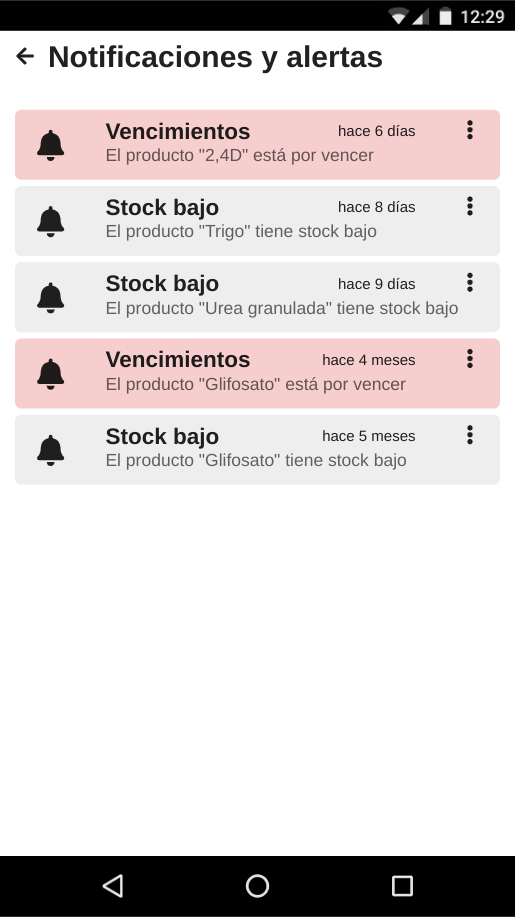 12:29
Notificaciones y alertas
Vencimientos hace 6 días
El producto "2,4D" está por vencer
Stock bajo hace 8 días
El producto "Trigo" tiene stock bajo
Stock bajo hace 9 días
El producto "Urea granulada" tiene stock bajo
Vencimientos hace 4 meses
El producto "Glifosato" está por vencer
Stock bajo hace 5 meses
El producto "Glifosato" tiene stock bajo